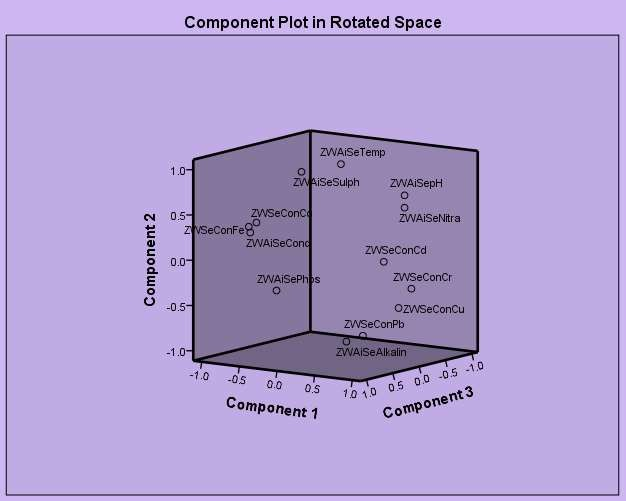 Component Plot in Rotated Space
ZWAiSeTemp
ZWAiSeSulph
ZWAiSepH
ZWAiSeNitra
ZWSeConCo
ZWSeConFe
ZWAiSeCond
ZWSeConCd
ZWAiSePhos
ZWSeConCr
ZWSeConCu
ZWSeConPb
ZWAiSeAlkalin
Component 2
1.0
0.5
0.0
-0.5
-1.0
Component 1
-1.0
-0.5
0.0
0.5
1.0
Component 3
1.0
0.5
0.0
-0.5
-1.0